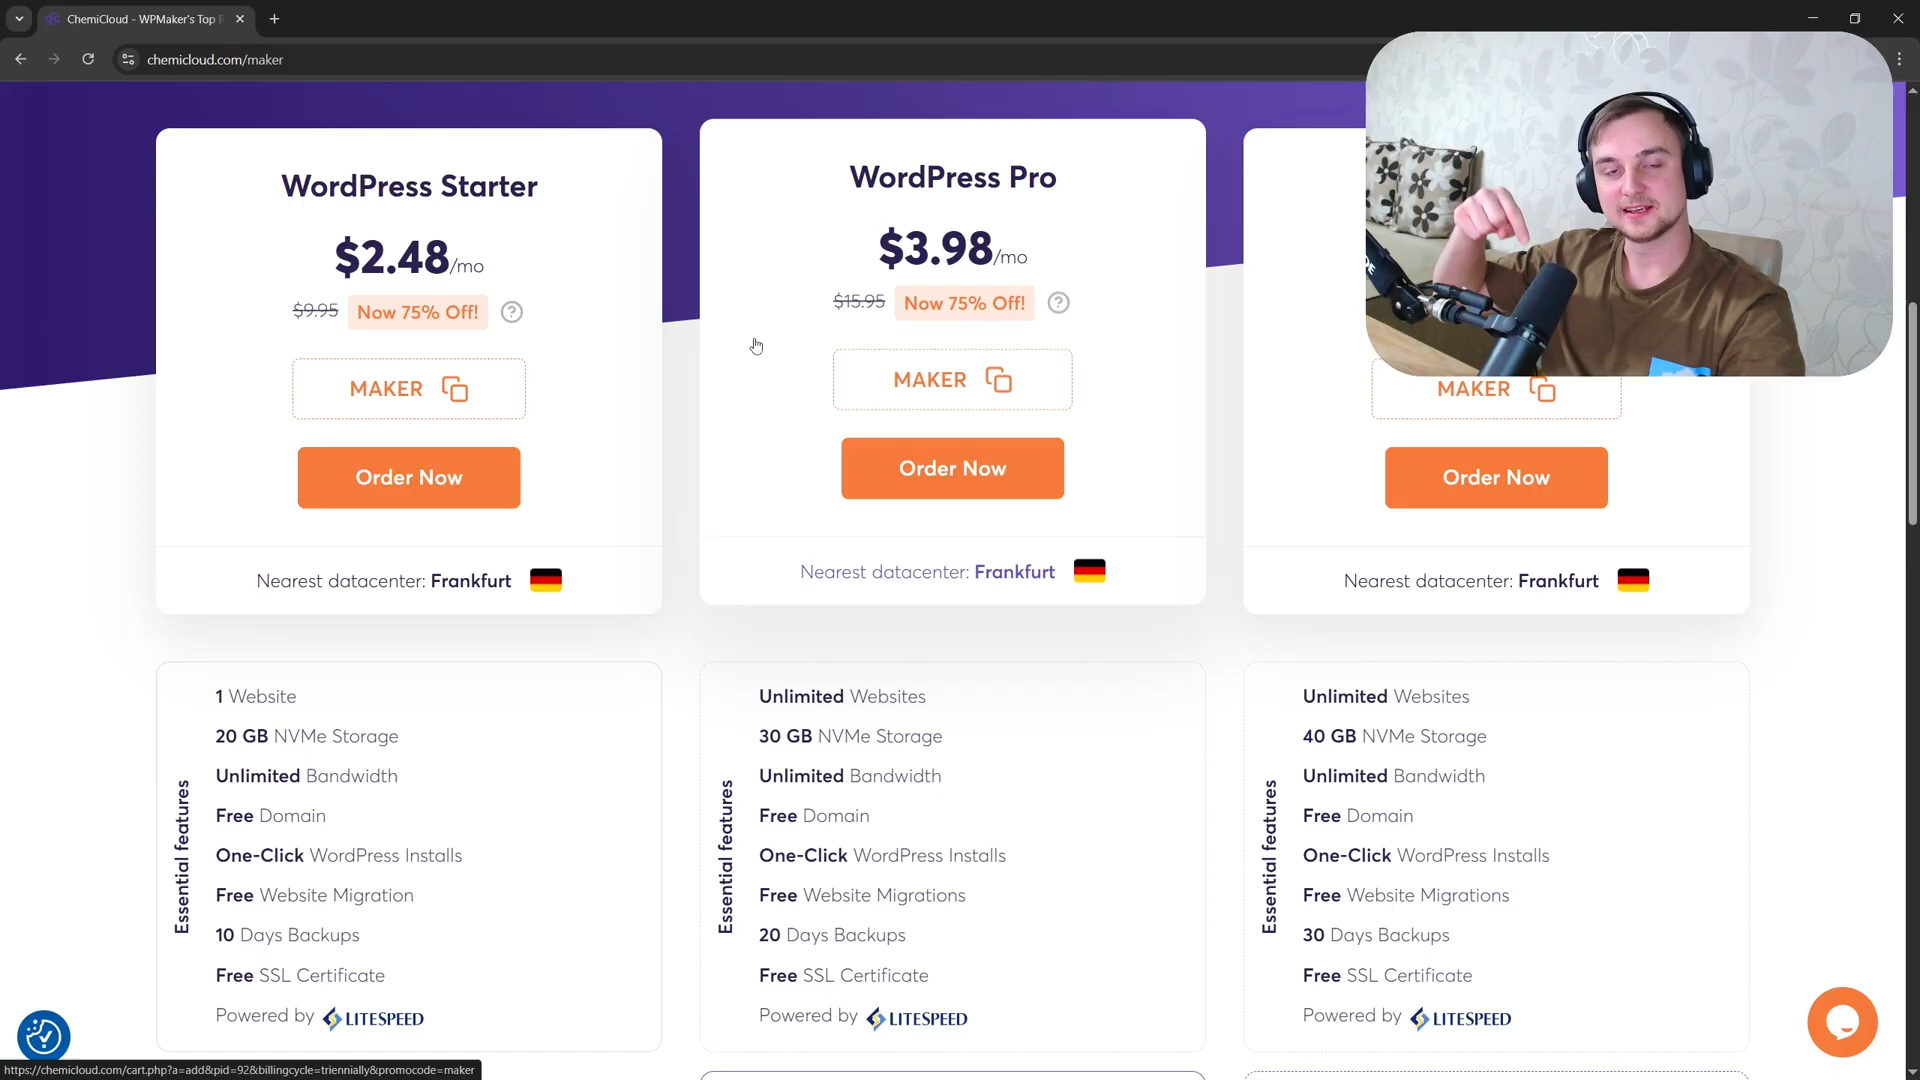 ChemiCloud - WPMaker's Top
chemicloud.com/maker
WordPress Starter
$2.48/mo
$9.95 Now 75% Off! ?
MAKER
Order Now
Nearest datacenter: Frankfurt
WordPress Pro
$3.98/mo
$15.95 Now 75% Off! ?
MAKER
Order Now
Nearest datacenter: Frankfurt
MAKER
Order Now
Nearest datacenter: Frankfurt
Essential features
1 Website
20 GB NVMe Storage
Unlimited Bandwidth
Free Domain
One-Click WordPress Installs
Free Website Migration
10 Days Backups
Free SSL Certificate
Powered by LITESPEED
Essential features
Unlimited Websites
30 GB NVMe Storage
Unlimited Bandwidth
Free Domain
One-Click WordPress Installs
Free Website Migrations
20 Days Backups
Free SSL Certificate
Powered by LITESPEED
Essential features
Unlimited Websites
40 GB NVMe Storage
Unlimited Bandwidth
Free Domain
One-Click WordPress Installs
Free Website Migrations
30 Days Backups
Free SSL Certificate
Powered by LITESPEED
https://chemicloud.com/cart.php?a=add&pid=92&billingcycle=triennially&promocode=maker